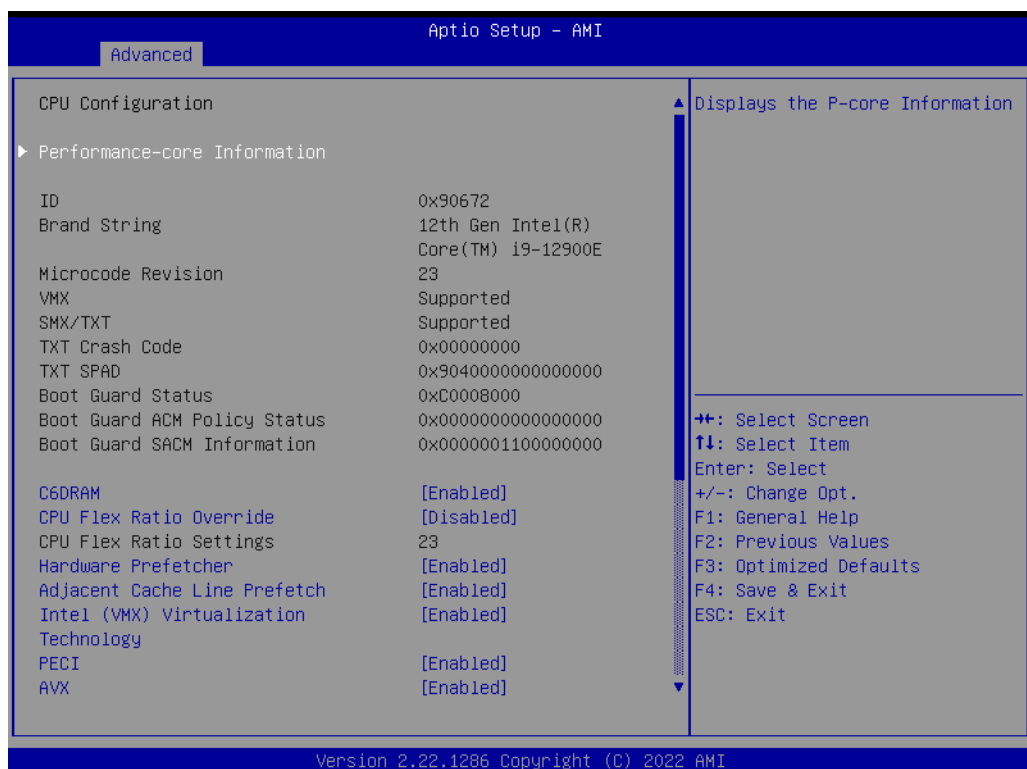 Aptio Setup – AMI
Advanced
CPU Configuration
Performance-core Information
ID 0x90672
Brand String 12th Gen Intel(R)
Core(TM) i9-12900E
Microcode Revision 23
VMX Supported
SMX/TXT Supported
TXT Crash Code 0x00000000
TXT SPAD 0x9040000000000000
Boot Guard Status 0xC0008000
Boot Guard ACM Policy Status 0x0000000000000000
Boot Guard SACM Information 0x0000001100000000
C6DRAM [Enabled]
CPU Flex Ratio Override [Disabled]
CPU Flex Ratio Settings 23
Hardware Prefetcher [Enabled]
Adjacent Cache Line Prefetch [Enabled]
Intel (VMX) Virtualization [Enabled]
Technology
PECI [Enabled]
AVX [Enabled]
Displays the P-core Information
→←: Select Screen
↑↓: Select Item
Enter: Select
+/-: Change Opt.
F1: General Help
F2: Previous Values
F3: Optimized Defaults
F4: Save & Exit
ESC: Exit
Version 2.22.1286 Copyright (C) 2022 AMI